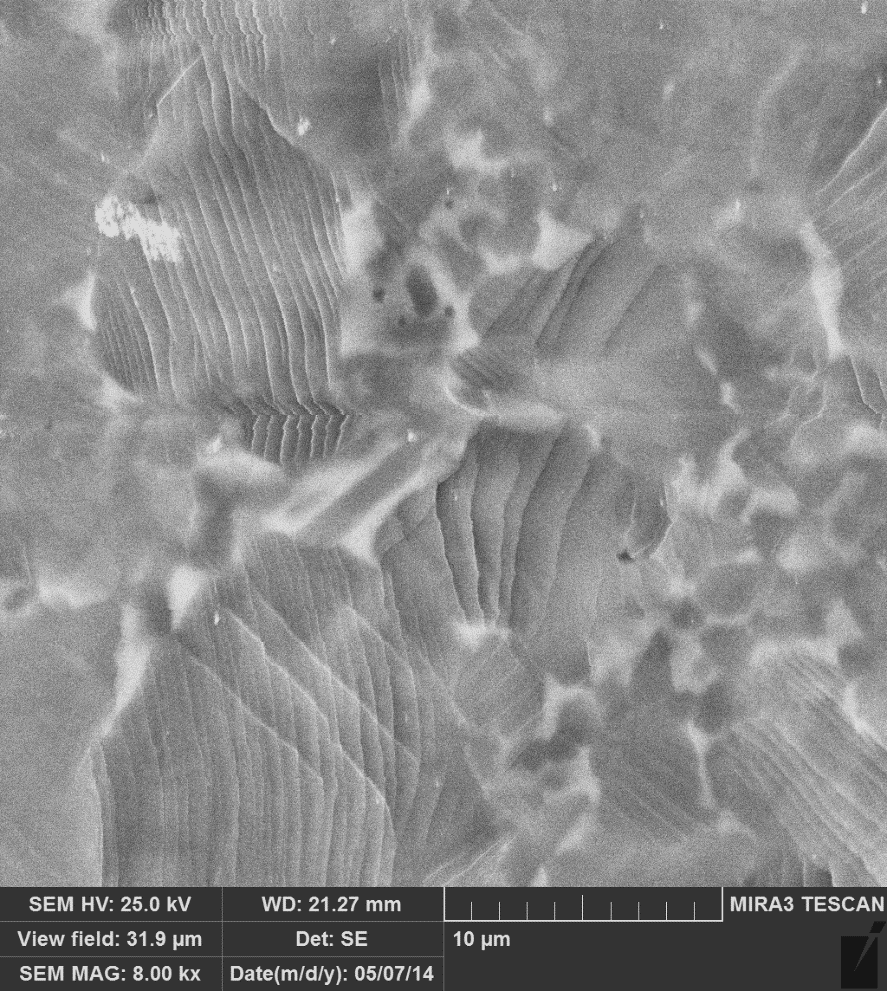 SEM HV: 25.0 kV WD: 21.27 mm MIRA3 TESCAN
View field: 31.9 µm Det: SE 10 µm
SEM MAG: 8.00 kx Date(m/d/y): 05/07/14